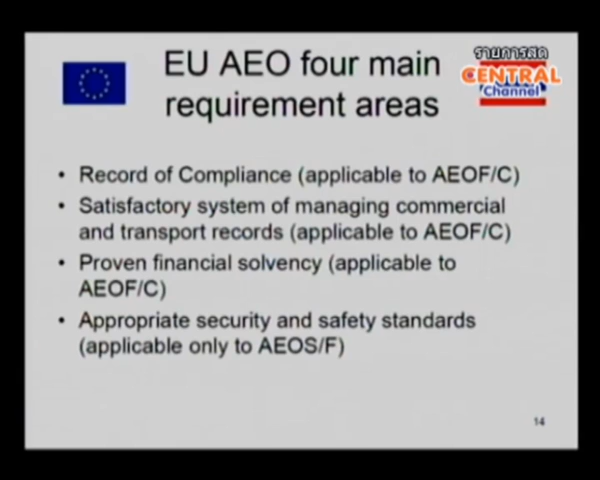 EU AEO four main
requirement areas
รายการสด
CENTRAL
Channel
• Record of Compliance (applicable to AEOF/C)
• Satisfactory system of managing commercial
and transport records (applicable to AEOF/C)
• Proven financial solvency (applicable to
AEOF/C)
• Appropriate security and safety standards
(applicable only to AEOS/F)
14